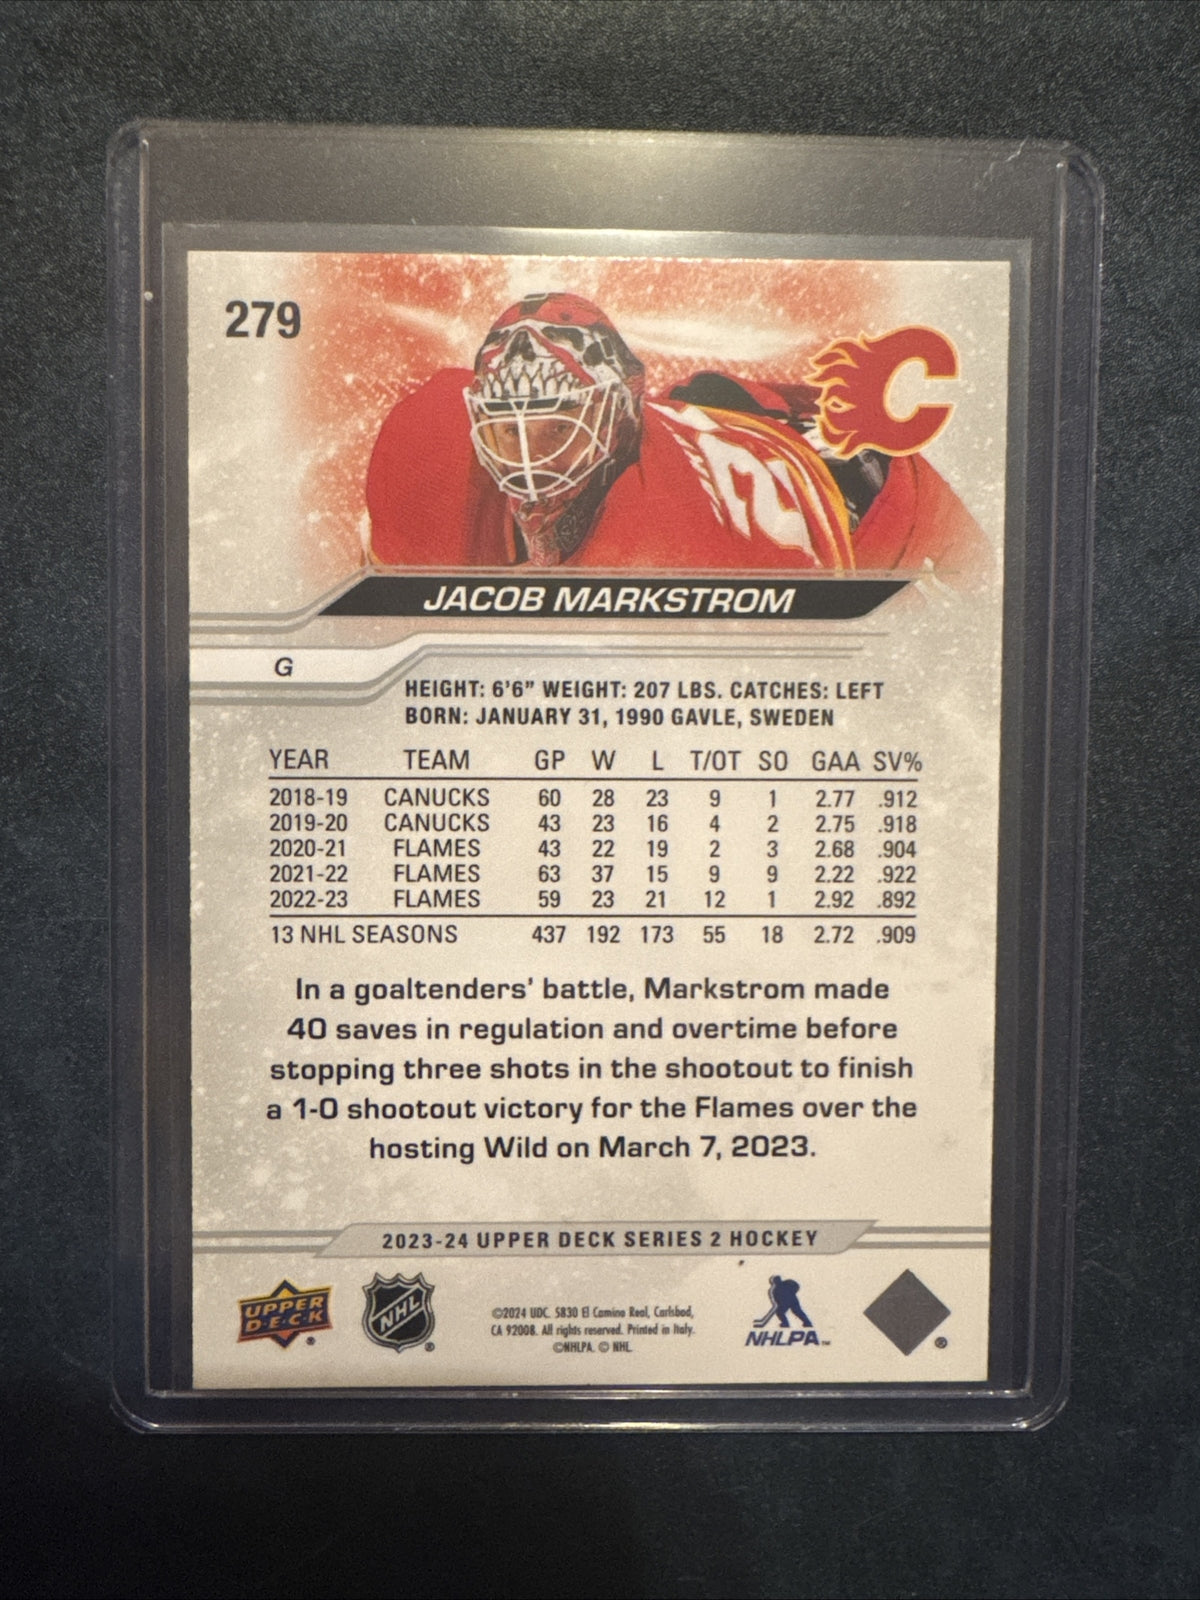 279
JACOB MARKSTROM
G
HEIGHT: 6'6" WEIGHT: 207 LBS. CATCHES: LEFT
BORN: JANUARY 31, 1990 GAVLE, SWEDEN
YEAR TEAM GP W L T/OT SO GAA SV%
2018-19 CANUCKS 60 28 23 9 1 2.77 .912
2019-20 CANUCKS 43 23 16 4 2 2.75 .918
2020-21 FLAMES 43 22 19 2 3 2.68 .904
2021-22 FLAMES 63 37 15 9 9 2.22 .922
2022-23 FLAMES 59 23 21 12 1 2.92 .892
13 NHL SEASONS 437 192 173 55 18 2.72 .909
In a goaltenders' battle, Markstrom made
40 saves in regulation and overtime before
stopping three shots in the shootout to finish
a 1-0 shootout victory for the Flames over the
hosting Wild on March 7, 2023.
2023-24 UPPER DECK SERIES 2 HOCKEY
UPPER
D·E·C·K ®
NHL ®
©2024 UDC. 5830 El Camino Real, Carlsbad,
CA 92008. All rights reserved. Printed in Italy.
©NHLPA. © NHL.
NHLPA™
®